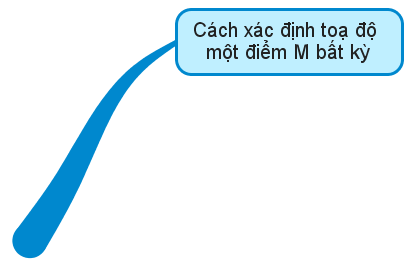 Cách xác định toạ độ
một điểm M bất kỳ